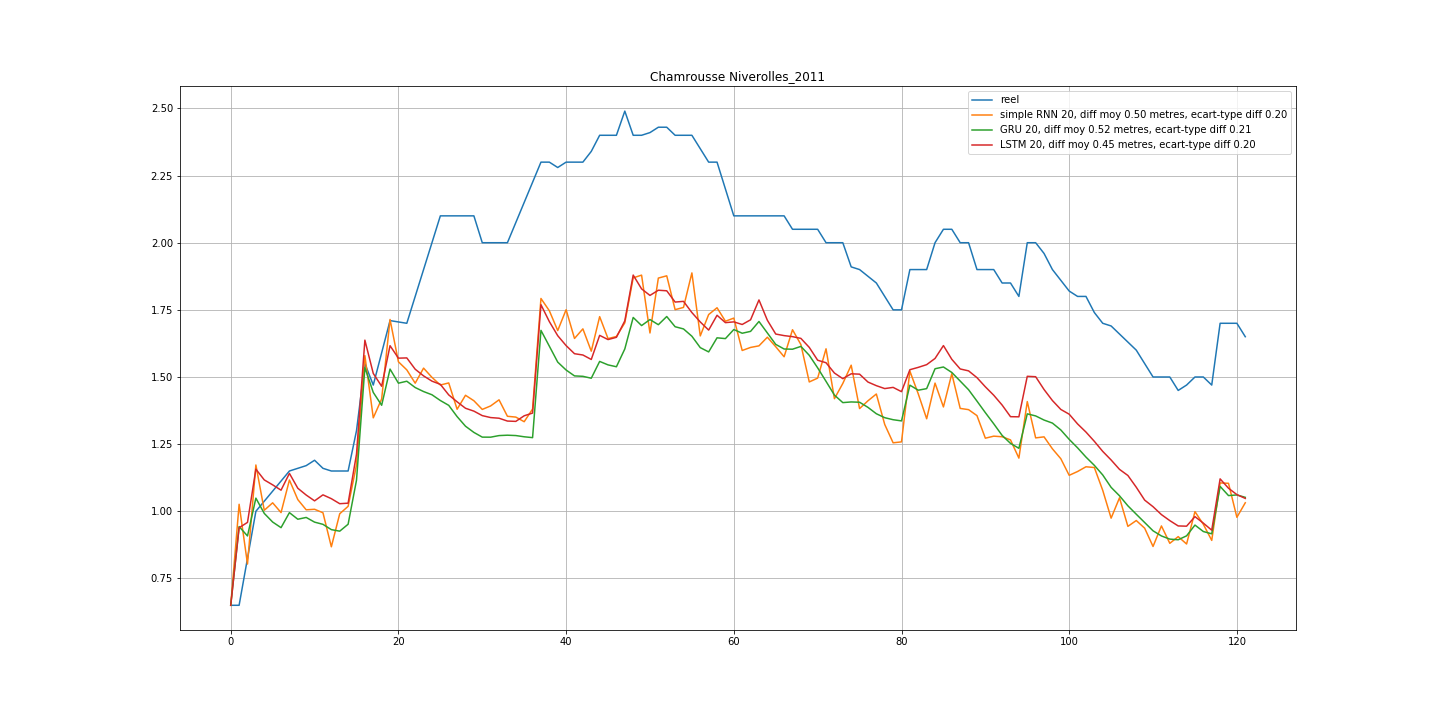 Chamrousse Niverolles_2011
reel
simple RNN 20, diff moy 0.50 metres, ecart-type diff 0.20
GRU 20, diff moy 0.52 metres, ecart-type diff 0.21
LSTM 20, diff moy 0.45 metres, ecart-type diff 0.20
2.50
2.25
2.00
1.75
1.50
1.25
1.00
0.75
0 20 40 60 80 100 120